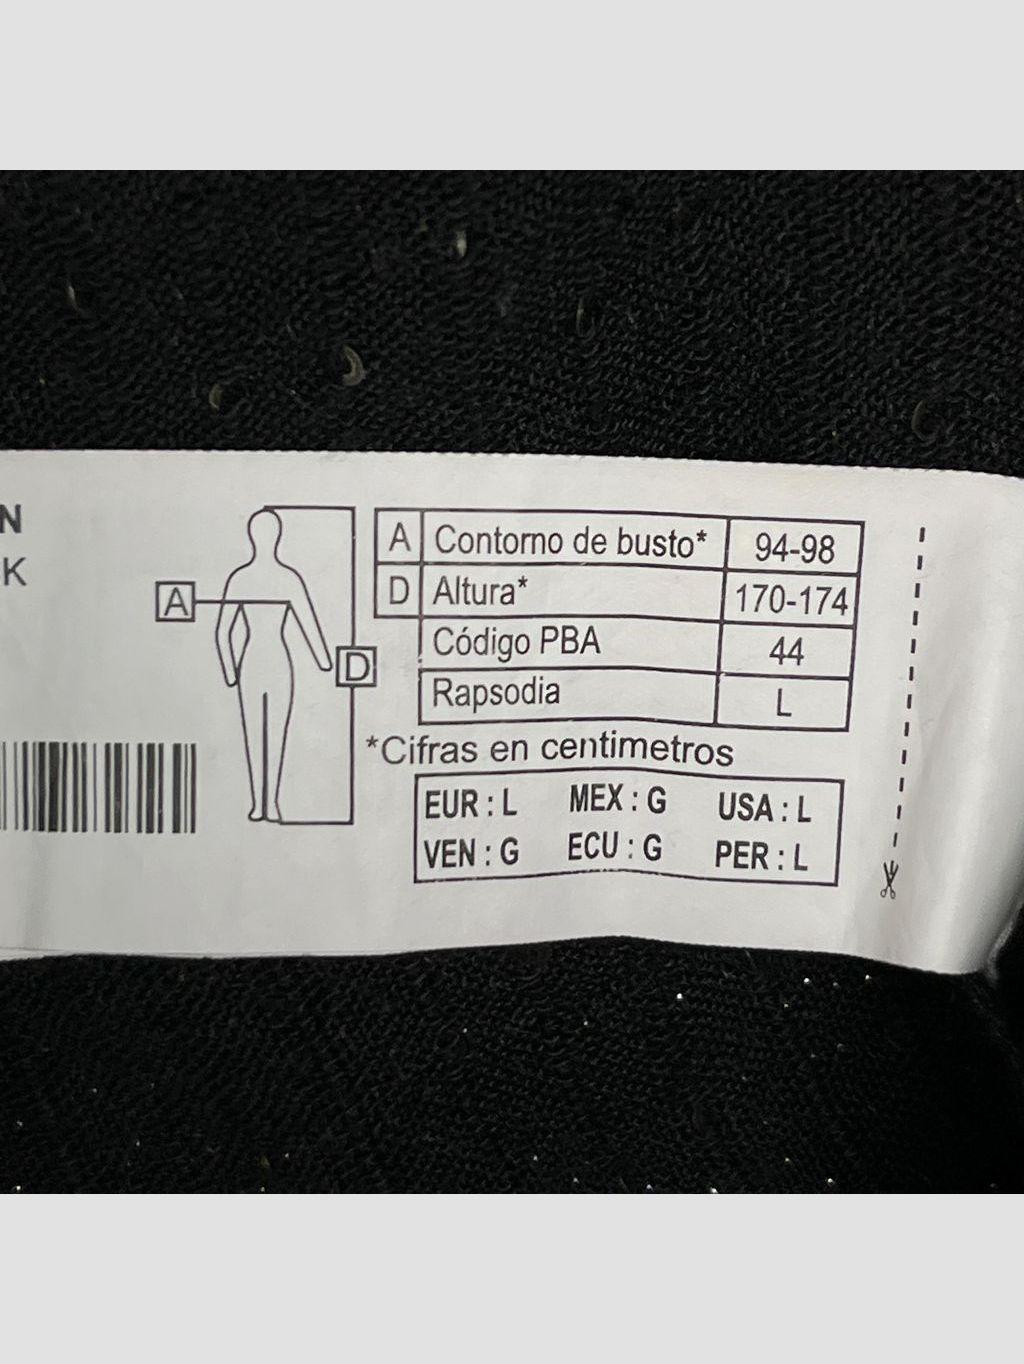 N
K
A
D
A Contorno de busto* 94-98
D Altura* 170-174
Código PBA 44
Rapsodia L
*Cifras en centimetros
EUR : L MEX : G USA : L
VEN : G ECU : G PER : L